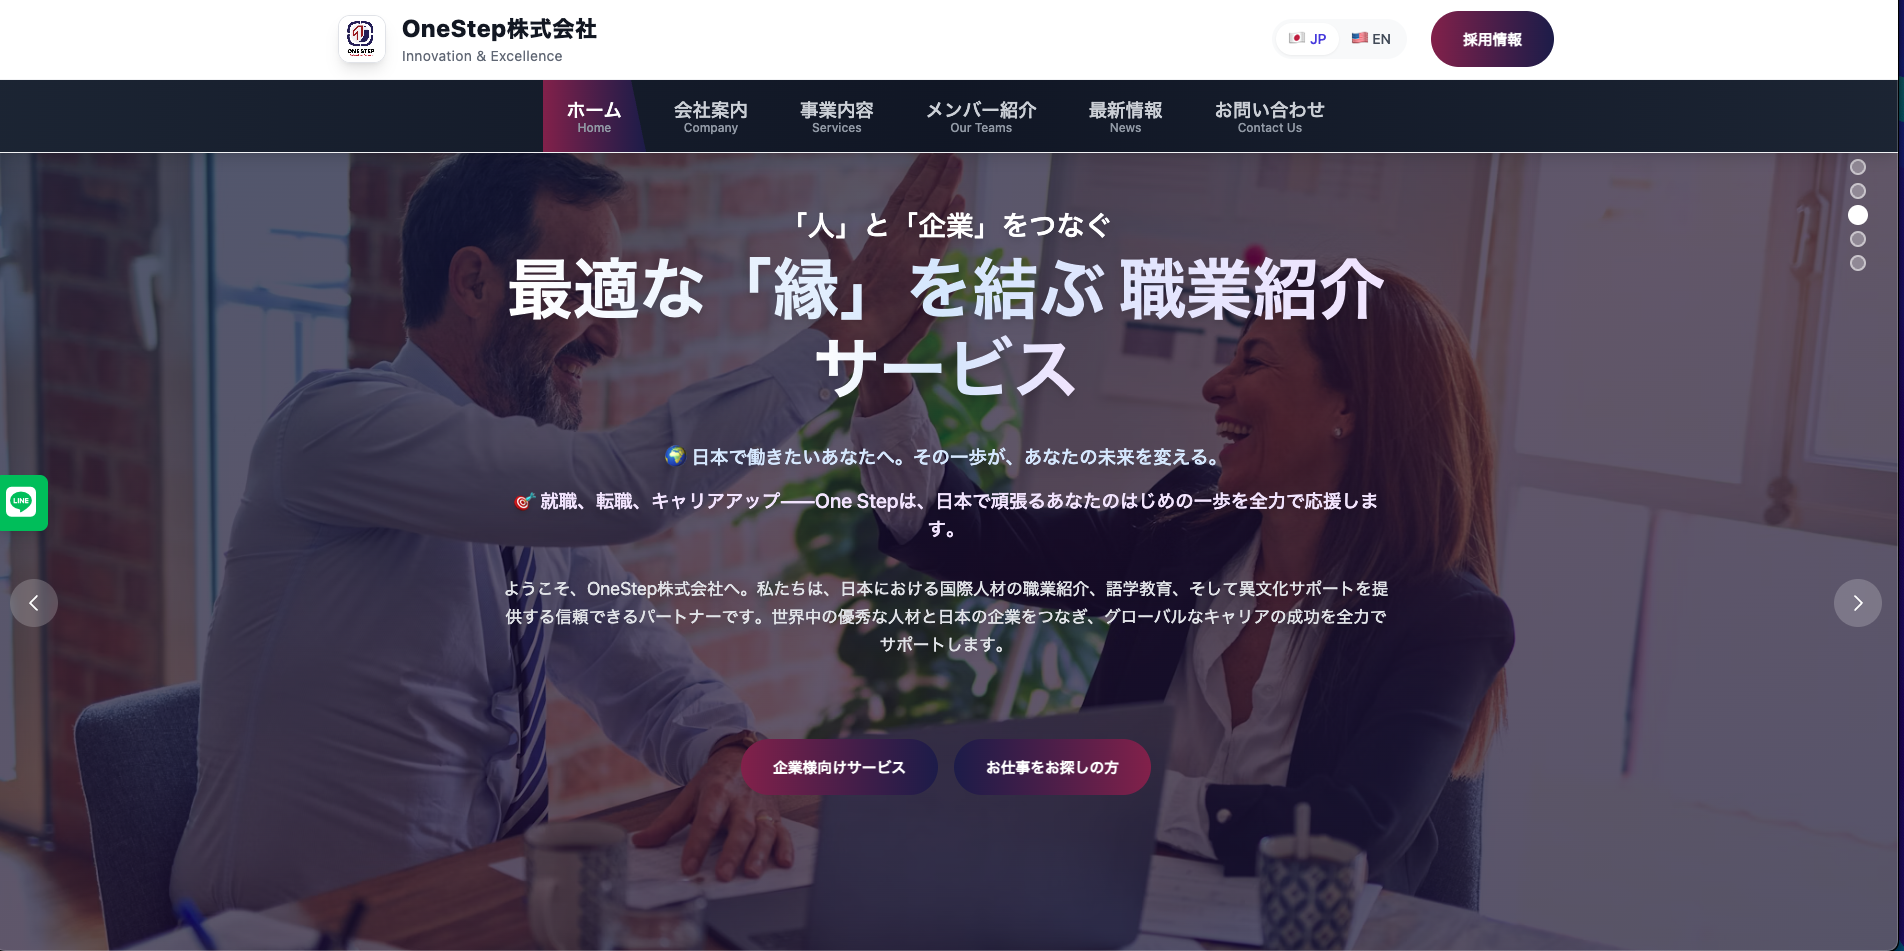 ONE STEP
OneStep株式会社
Innovation & Excellence
JP
EN
採用情報
ホーム
Home
会社案内
Company
事業内容
Services
メンバー紹介
Our Teams
最新情報
News
お問い合わせ
Contact Us
「人」と「企業」をつなぐ
最適な「縁」を結ぶ 職業紹介
サービス
🌍 日本で働きたいあなたへ。その一歩が、あなたの未来を変える。
🎯 就職、転職、キャリアアップ——One Stepは、日本で頑張るあなたのはじめの一歩を全力で応援しま
す。
LINE
ようこそ、OneStep株式会社へ。私たちは、日本における国際人材の職業紹介、語学教育、そして異文化サポートを提
供する信頼できるパートナーです。世界中の優秀な人材と日本の企業をつなぎ、グローバルなキャリアの成功を全力で
サポートします。
企業様向けサービス
お仕事をお探しの方